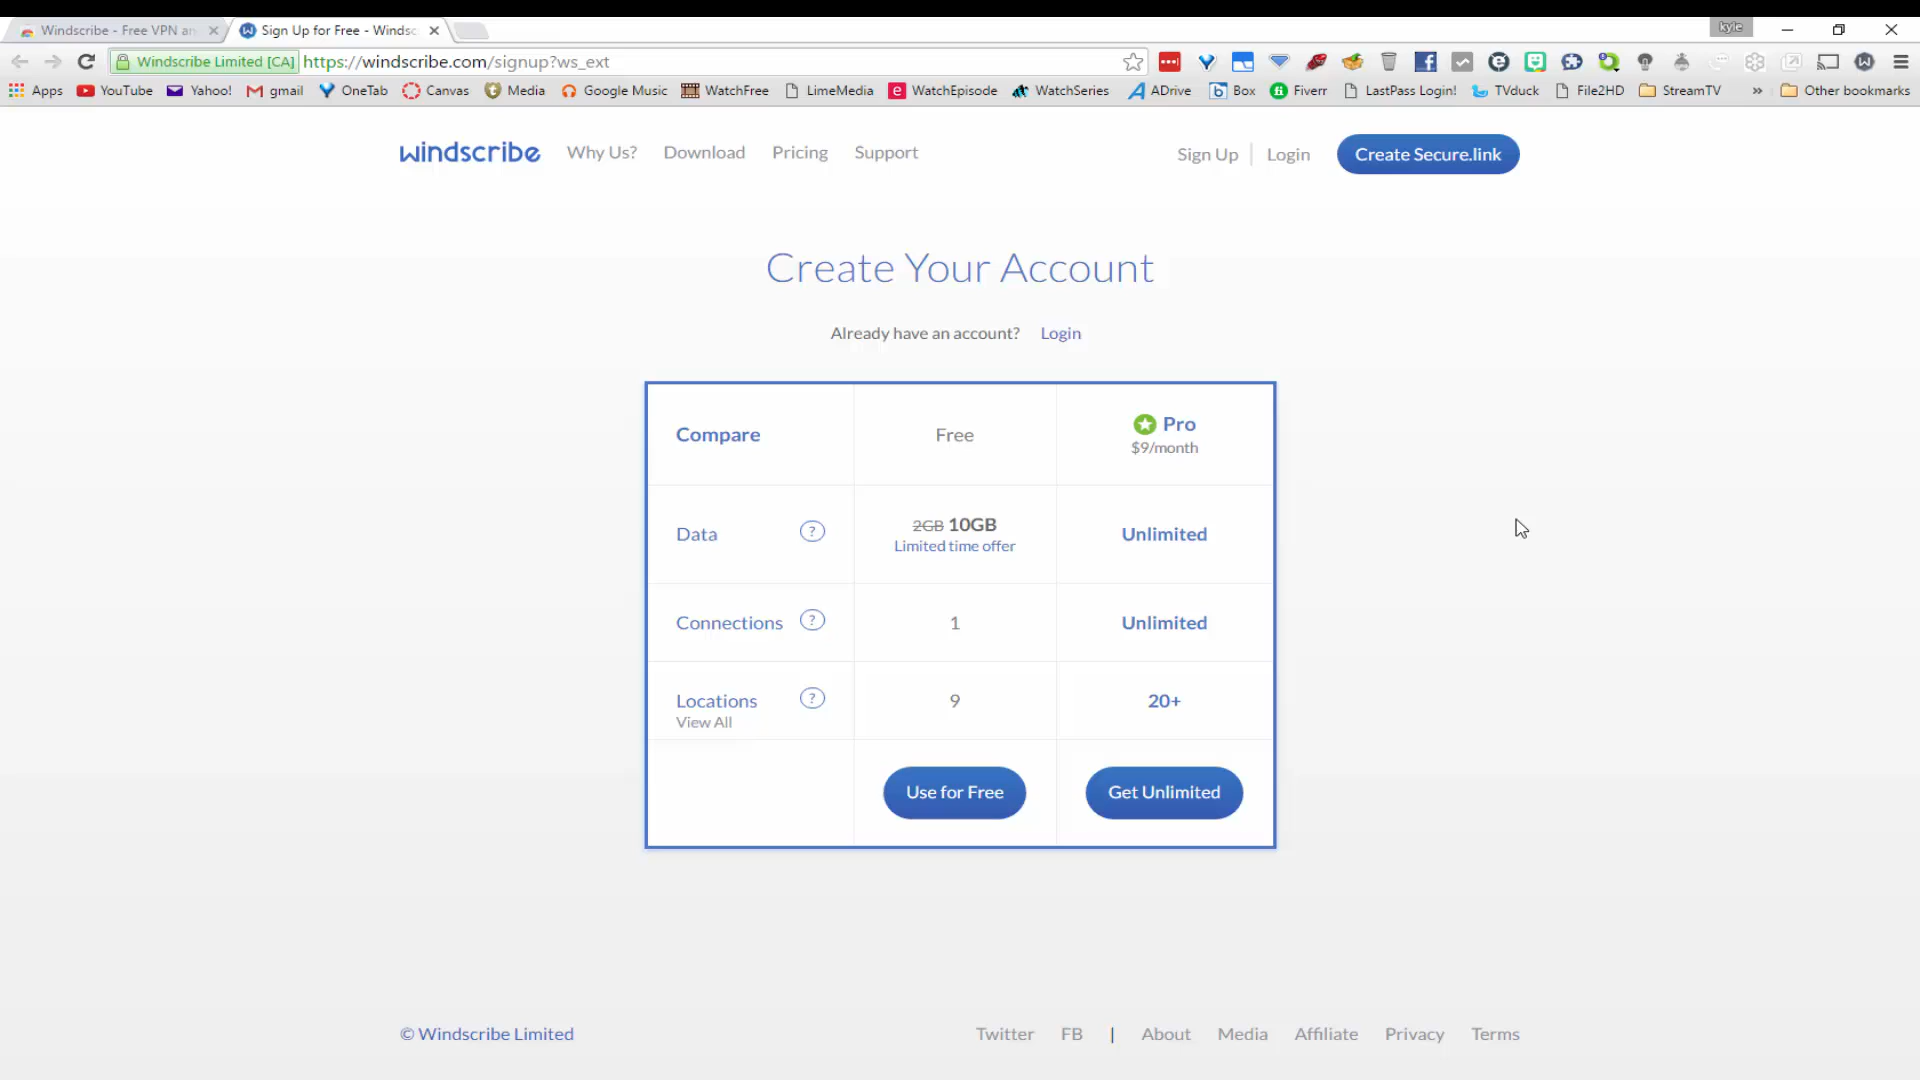 Windscribe - Free VPN an
Sign Up for Free - Windsc
kyle
Windscribe Limited [CA] https://windscribe.com/signup?ws_ext
Apps YouTube Yahoo! gmail OneTab Canvas Media Google Music WatchFree LimeMedia WatchEpisode WatchSeries ADrive Box Fiverr LastPass Login! TVduck File2HD StreamTV » Other bookmarks
windscribe Why Us? Download Pricing Support Sign Up Login Create Secure.link
Create Your Account
Already have an account? Login
Compare Free Pro
$9/month
Data ? 2GB 10GB Unlimited
Limited time offer
Connections ? 1 Unlimited
Locations ? 9 20+
View All
Use for Free Get Unlimited
© Windscribe Limited Twitter FB | About Media Affiliate Privacy Terms